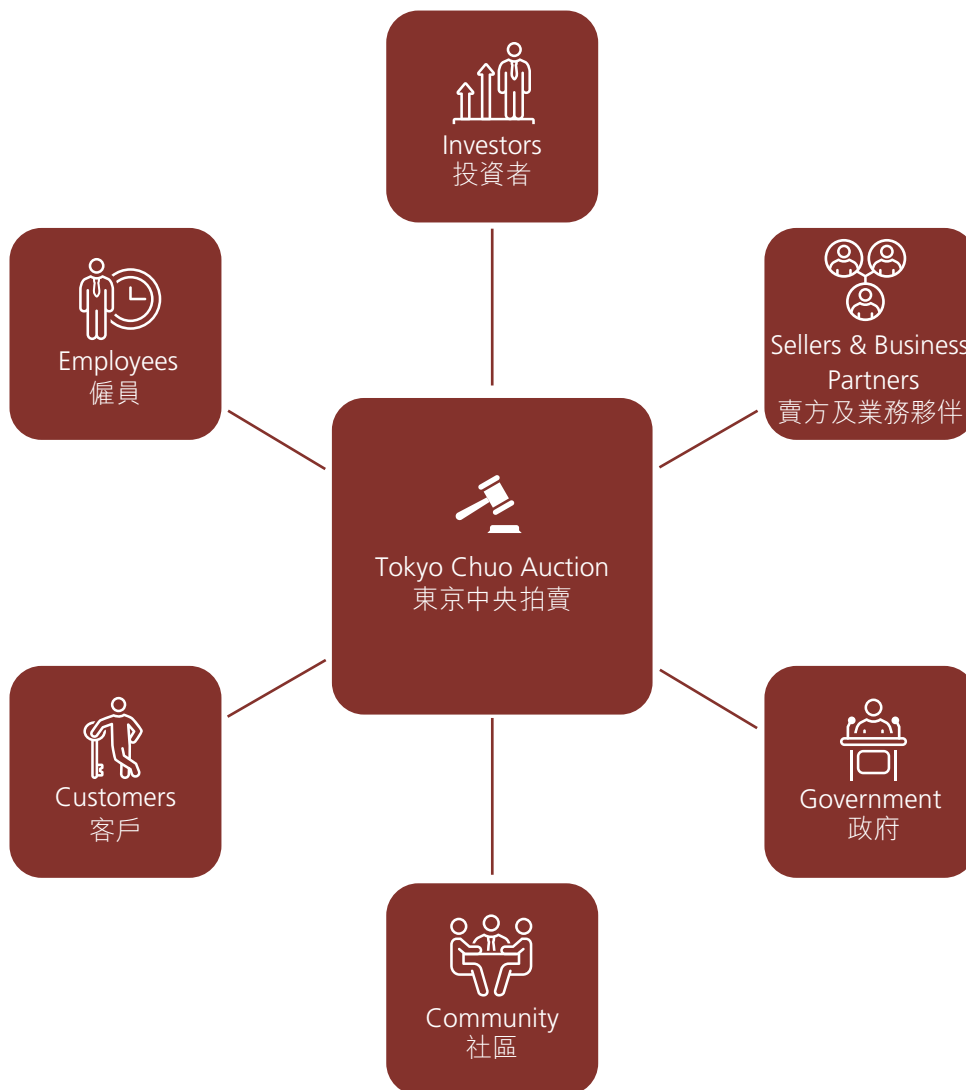 Investors
投資者
Employees
僱員
Sellers & Business
Partners
賣方及業務夥伴
Tokyo Chuo Auction
東京中央拍賣
Customers
客戶
Government
政府
Community
社區